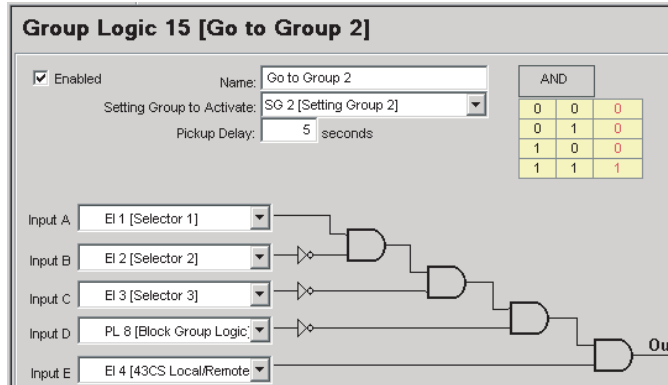 Group Logic 15 [Go to Group 2]
Enabled
Name: Go to Group 2
Setting Group to Activate: SG 2 [Setting Group 2]
Pickup Delay: 5 seconds
AND
0 0 0
0 1 0
1 0 0
1 1 1
Input A EI 1 [Selector 1]
Input B EI 2 [Selector 2]
Input C EI 3 [Selector 3]
Input D PL 8 [Block Group Logic]
Ou
Input E EI 4 [43CS Local/Remote